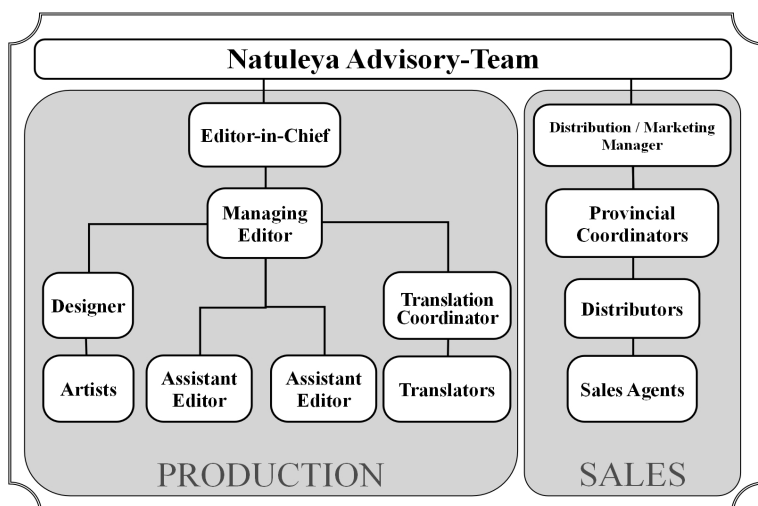 Natuleya Advisory-Team
Editor-in-Chief
Managing
Editor
Designer
Artists
Assistant
Editor
Assistant
Editor
Translation
Coordinator
Translators
PRODUCTION
Distribution / Marketing
Manager
Provincial
Coordinators
Distributors
Sales Agents
SALES